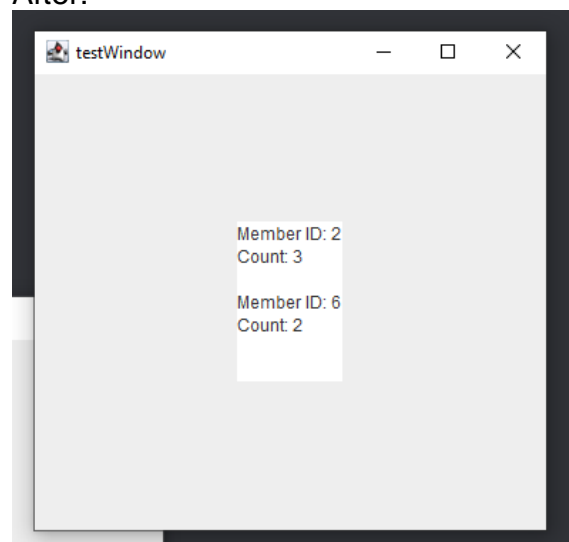 After:
testWindow
Member ID: 2
Count: 3
Member ID: 6
Count: 2